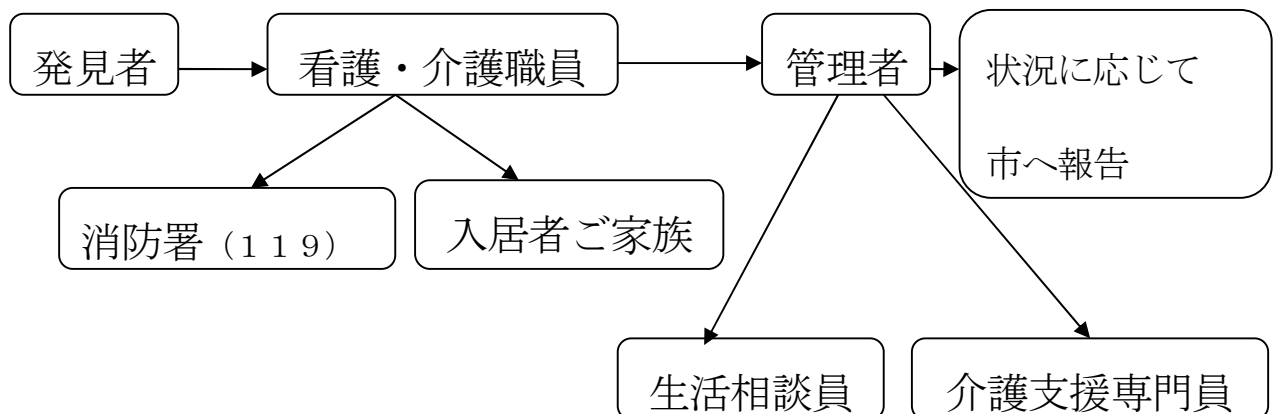 発見者
看護・介護職員
管理者
状況に応じて
市へ報告
消防署（１１９）
入居者ご家族
生活相談員
介護支援専門員